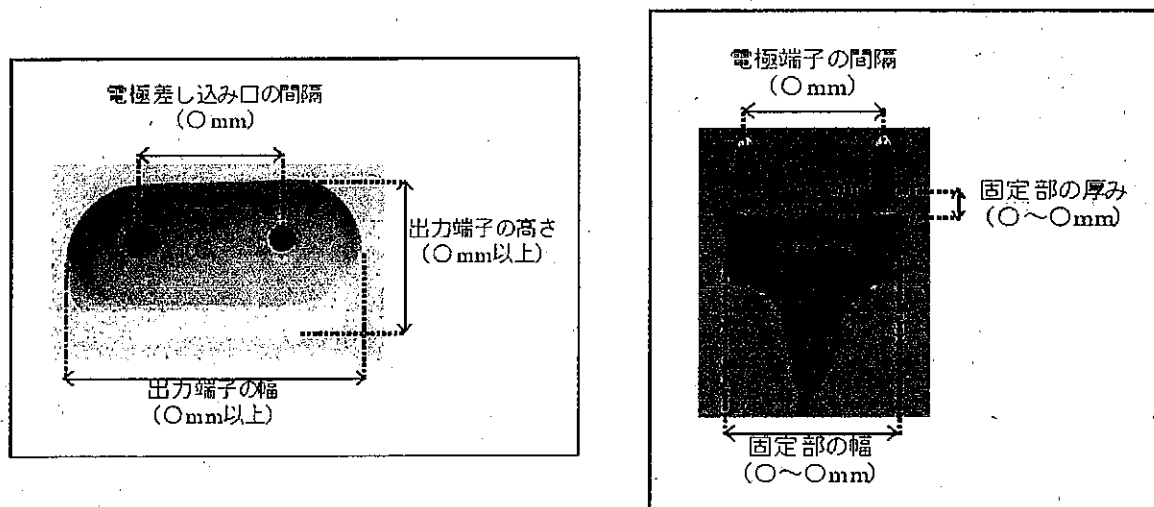 電極差し込み口の間隔
(○mm)
出力端子の高さ
(○mm以上)
出力端子の幅
(○mm以上)
電極端子の間隔
(○mm)
固定部の厚み
(○～○mm)
固定部の幅
(○～○mm)